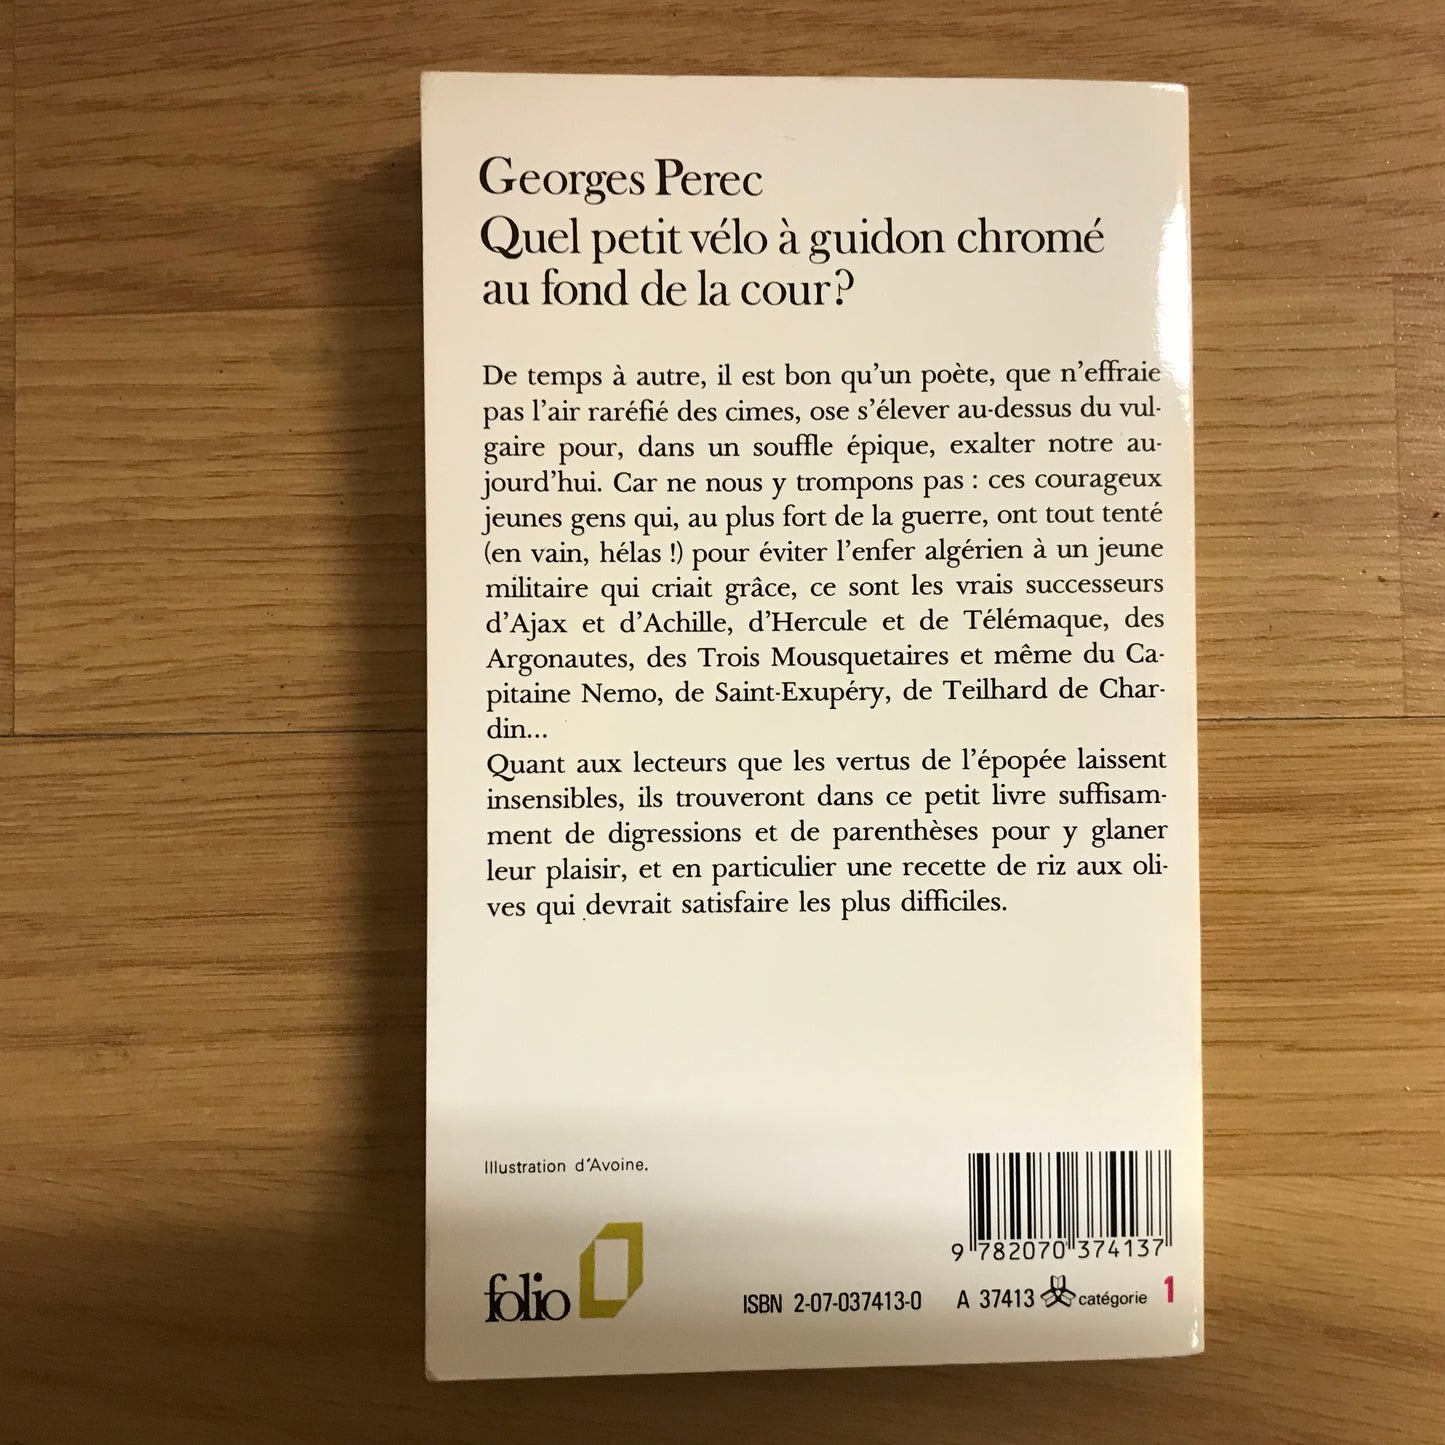 Georges Perec
Quel petit vélo à guidon chromé
au fond de la cour?
De temps à autre, il est bon qu'un poète, que n'effraie
pas l'air raréfié des cimes, ose s'élever au-dessus du vul-
gaire pour, dans un souffle épique, exalter notre au-
jourd'hui. Car ne nous y trompons pas : ces courageux
jeunes gens qui, au plus fort de la guerre, ont tout tenté
(en vain, hélas !) pour éviter l'enfer algérien à un jeune
militaire qui criait grâce, ce sont les vrais successeurs
d'Ajax et d'Achille, d'Hercule et de Télémaque, des
Argonautes, des Trois Mousquetaires et même du Ca-
pitaine Nemo, de Saint-Exupéry, de Teilhard de Char-
din...
Quant aux lecteurs que les vertus de l'épopée laissent
insensibles, ils trouveront dans ce petit livre suffisam-
ment de digressions et de parenthèses pour y glaner
leur plaisir, et en particulier une recette de riz aux oli-
ves qui devrait satisfaire les plus difficiles.
Illustration d'Avoine.
9 782070 374137
folio
ISBN 2-07-037413-0 A 37413 catégorie 1